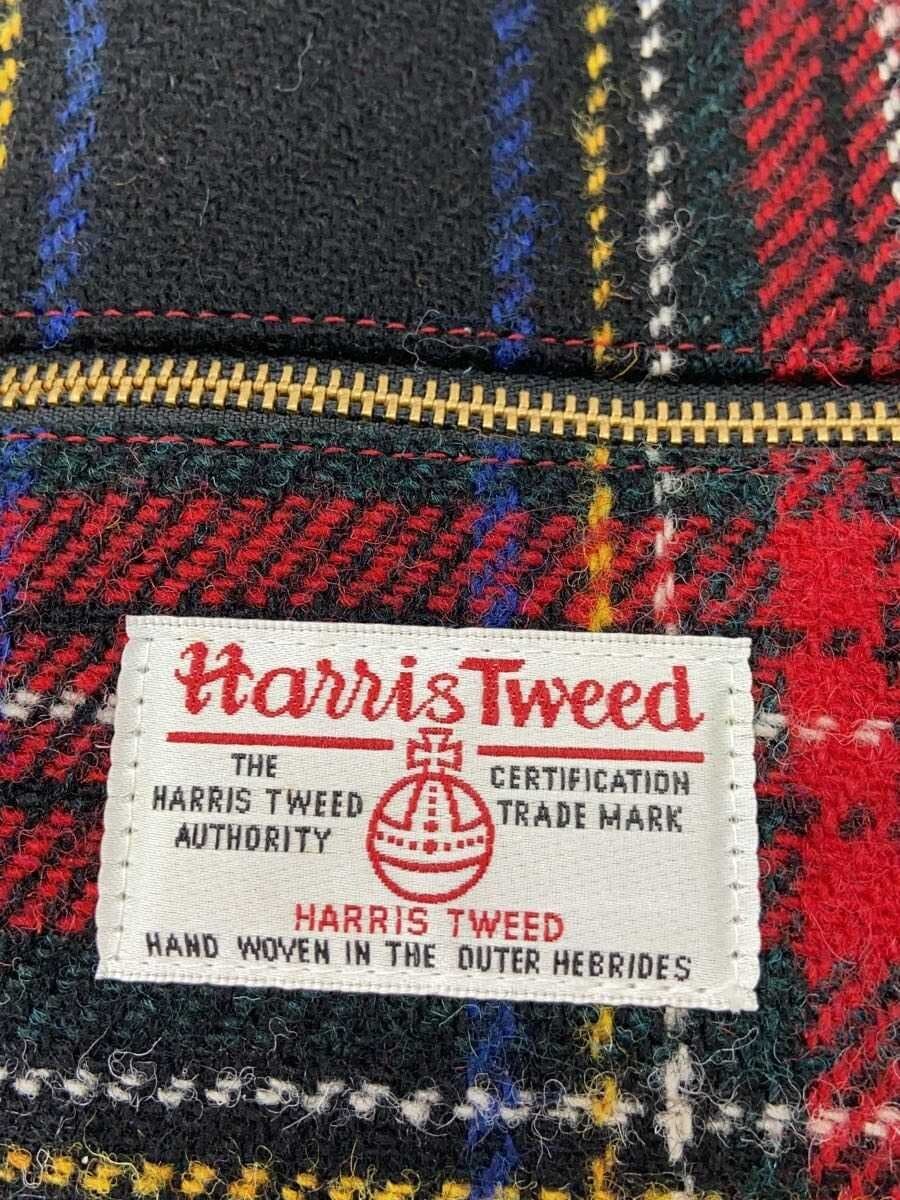 Harris Tweed
THE
HARRIS TWEED
AUTHORITY
CERTIFICATION
TRADE MARK
HARRIS TWEED
HAND WOVEN IN THE OUTER HEBRIDES